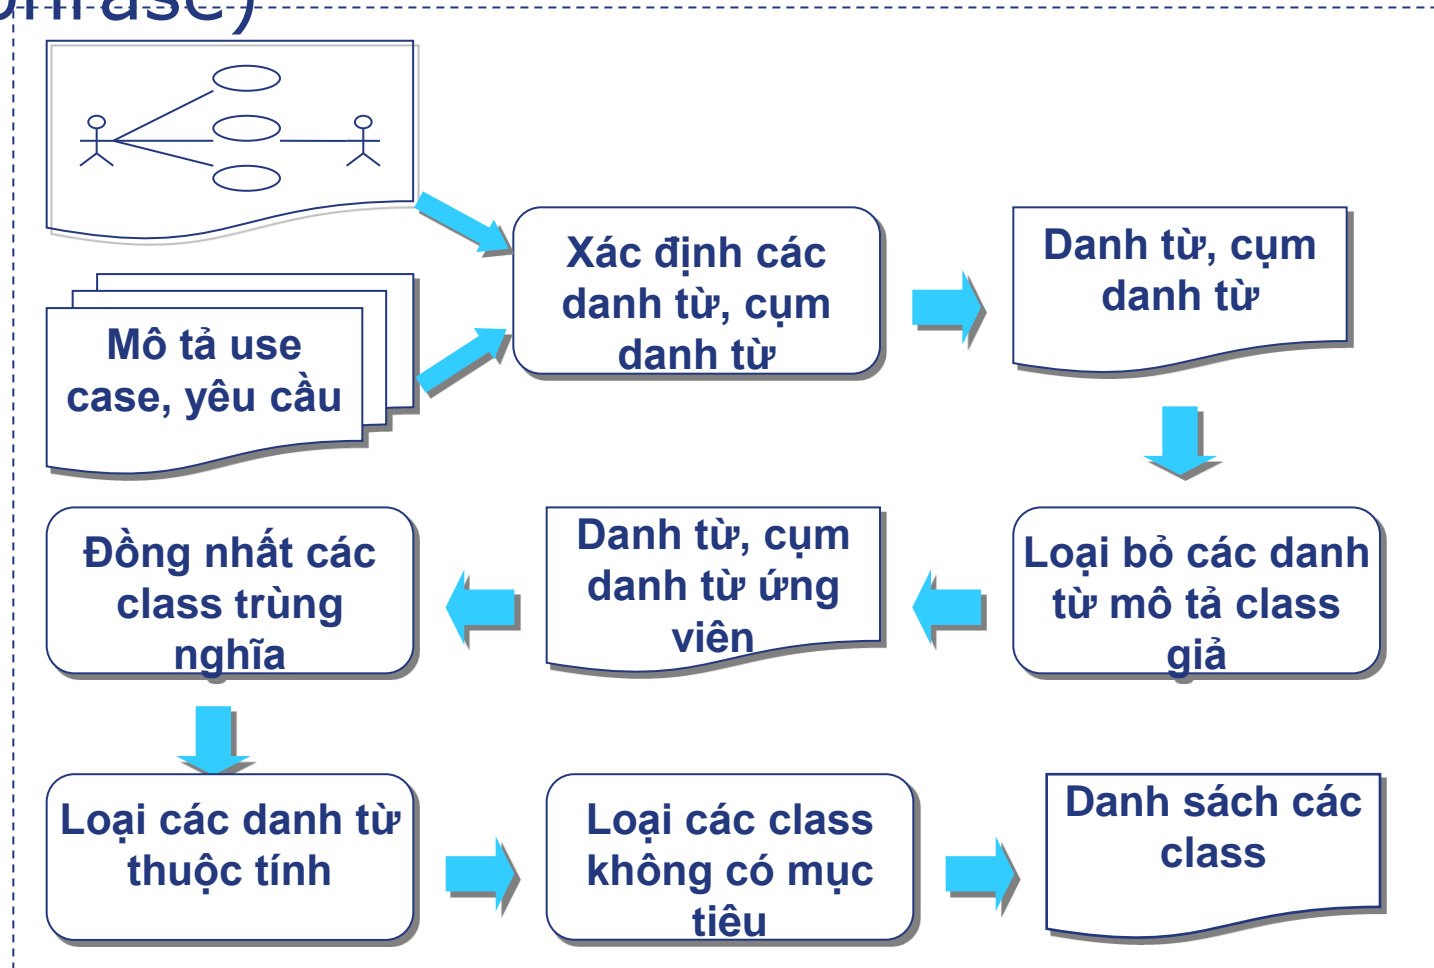 phrase)
Mô tả use
case, yêu cầu
Xác định các
danh từ, cụm
danh từ
Danh từ, cụm
danh từ
Loại bỏ các danh
từ mô tả class
giả
Danh từ, cụm
danh từ ứng
viên
Đồng nhất các
class trùng
nghĩa
Loại các danh từ
thuộc tính
Loại các class
không có mục
tiêu
Danh sách các
class